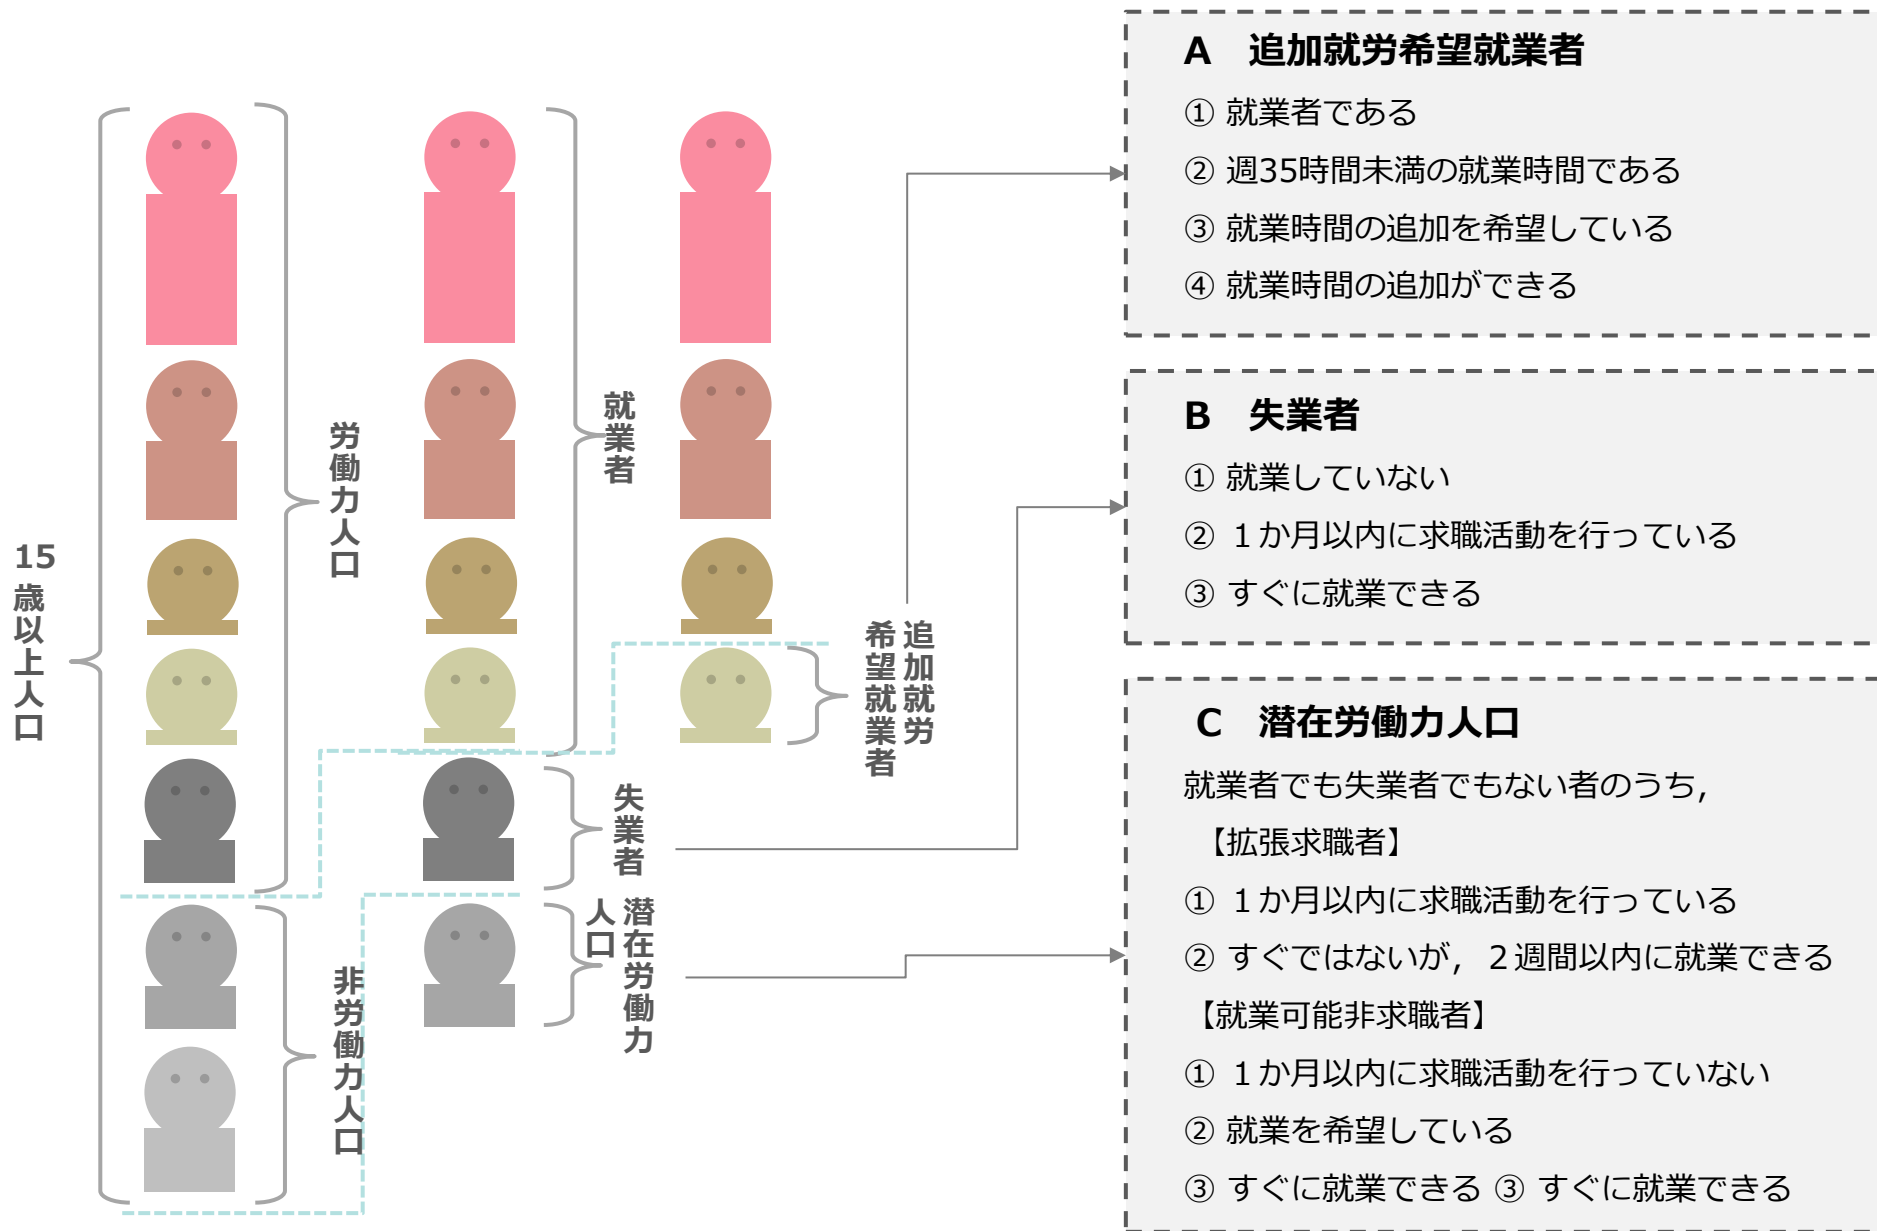 15歳以上人口
労働力人口
非労働力人口
就業者
失業者
潜在労働力
人口
追加就労
希望就業者
A 追加就労希望就業者
① 就業者である
② 週35時間未満の就業時間である
③ 就業時間の追加を希望している
④ 就業時間の追加ができる
B 失業者
① 就業していない
② １か月以内に求職活動を行っている
③ すぐに就業できる
C 潜在労働力人口
就業者でも失業者でもない者のうち，
【拡張求職者】
① １か月以内に求職活動を行っている
② すぐではないが，２週間以内に就業できる
【就業可能非求職者】
① １か月以内に求職活動を行っていない
② 就業を希望している
③ すぐに就業できる ③ すぐに就業できる